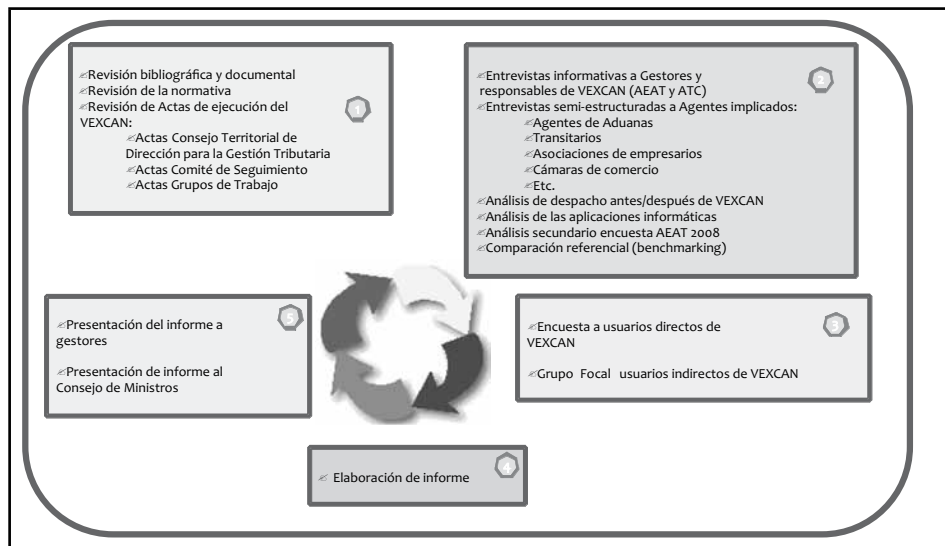 Revisión bibliográfica y documental
Revisión de la normativa
Revisión de Actas de ejecución del
VEXCAN:
Actas Consejo Territorial de
Dirección para la Gestión Tributaria
Actas Comité de Seguimiento
Actas Grupos de Trabajo
1
Entrevistas informativas a Gestores y
responsables de VEXCAN (AEAT y ATC)
Entrevistas semi-estructuradas a Agentes implicados:
Agentes de Aduanas
Transitarios
Asociaciones de empresarios
Cámaras de comercio
Etc.
Análisis de despacho antes/después de VEXCAN
Análisis de las aplicaciones informáticas
Análisis secundario encuesta AEAT 2008
Comparación referencial (benchmarking)
2
Encuesta a usuarios directos de
VEXCAN
Grupo Focal usuarios indirectos de VEXCAN
3
Elaboración de informe
4
Presentación del informe a
gestores
Presentación de informe al
Consejo de Ministros
5